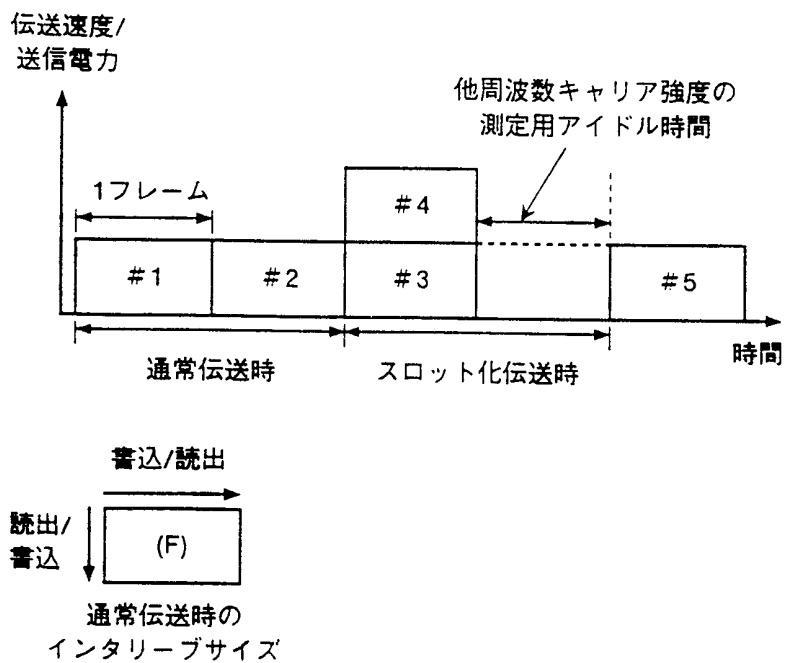 伝送速度/
送信電力
他周波数キャリア強度の
測定用アイドル時間
1フレーム
#4
#1
#2
#3
#5
時間
通常伝送時
スロット化伝送時
書込/読出
読出/
書込
(F)
通常伝送時の
インタリーブサイズ